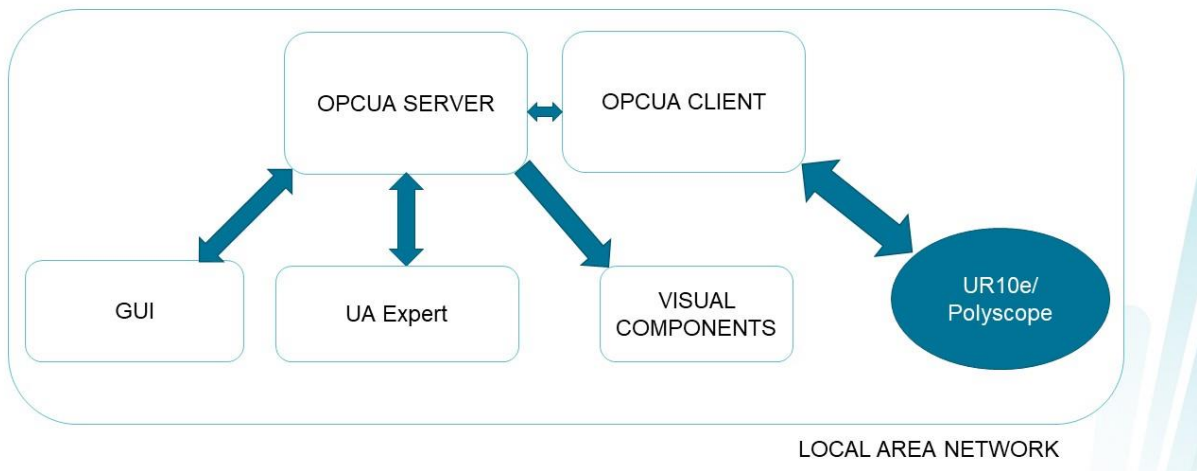 OPCUA SERVER
OPCUA CLIENT
GUI
UA Expert
VISUAL
COMPONENTS
UR10e/
Polyscope
LOCAL AREA NETWORK